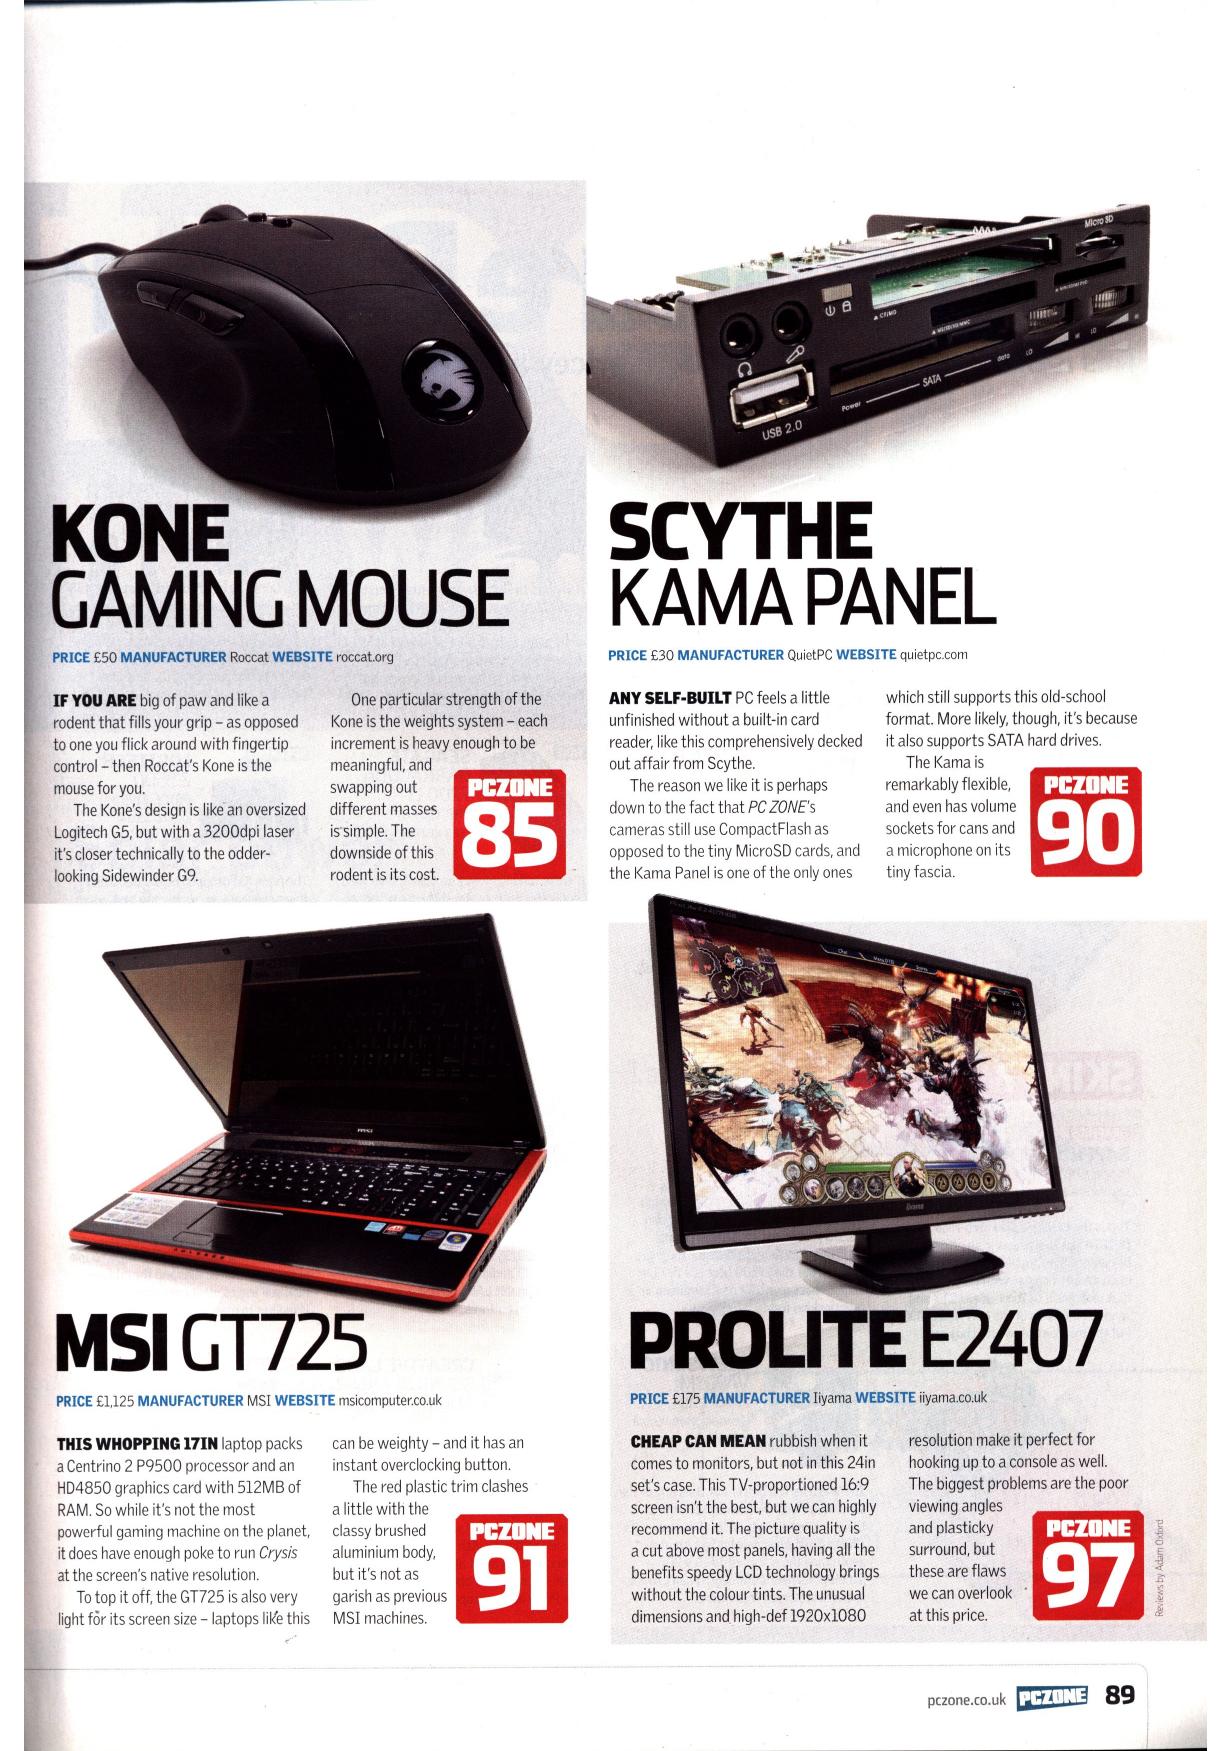 Micro SD
CF/MD
MS/SD/MMC
LO
HI
LO
HI
Power
SATA
data
USB 2.0
KONE
GAMING MOUSE
PRICE £50 MANUFACTURER Roccat WEBSITE roccat.org
IF YOU ARE big of paw and like a
rodent that fills your grip – as opposed
to one you flick around with fingertip
control – then Roccat's Kone is the
mouse for you.
The Kone's design is like an oversized
Logitech G5, but with a 3200dpi laser
it's closer technically to the odder-
looking Sidewinder G9.
One particular strength of the
Kone is the weights system – each
increment is heavy enough to be
meaningful, and
swapping out
different masses
is simple. The
downside of this
rodent is its cost.
PCZONE
85
SCYTHE
KAMA PANEL
PRICE £30 MANUFACTURER QuietPC WEBSITE quietpc.com
ANY SELF-BUILT PC feels a little
unfinished without a built-in card
reader, like this comprehensively decked
out affair from Scythe.
The reason we like it is perhaps
down to the fact that PC ZONE's
cameras still use CompactFlash as
opposed to the tiny MicroSD cards, and
the Kama Panel is one of the only ones
which still supports this old-school
format. More likely, though, it's because
it also supports SATA hard drives.
The Kama is
remarkably flexible,
and even has volume
sockets for cans and
a microphone on its
tiny fascia.
PCZONE
90
msi
MSI GT725
PRICE £1,125 MANUFACTURER MSI WEBSITE msicomputer.co.uk
THIS WHOPPING 17IN laptop packs
a Centrino 2 P9500 processor and an
HD4850 graphics card with 512MB of
RAM. So while it's not the most
powerful gaming machine on the planet,
it does have enough poke to run Crysis
at the screen's native resolution.
To top it off, the GT725 is also very
light for its screen size – laptops like this
can be weighty – and it has an
instant overclocking button.
The red plastic trim clashes
a little with the
classy brushed
aluminium body,
but it's not as
garish as previous
MSI machines.
PCZONE
91
iiyama
PROLITE E2407
PRICE £175 MANUFACTURER Iiyama WEBSITE iiyama.co.uk
CHEAP CAN MEAN rubbish when it
comes to monitors, but not in this 24in
set's case. This TV-proportioned 16:9
screen isn't the best, but we can highly
recommend it. The picture quality is
a cut above most panels, having all the
benefits speedy LCD technology brings
without the colour tints. The unusual
dimensions and high-def 1920x1080
resolution make it perfect for
hooking up to a console as well.
The biggest problems are the poor
viewing angles
and plasticky
surround, but
these are flaws
we can overlook
at this price.
PCZONE
97
Reviews by Adam Oxford
pczone.co.uk PCZONE 89